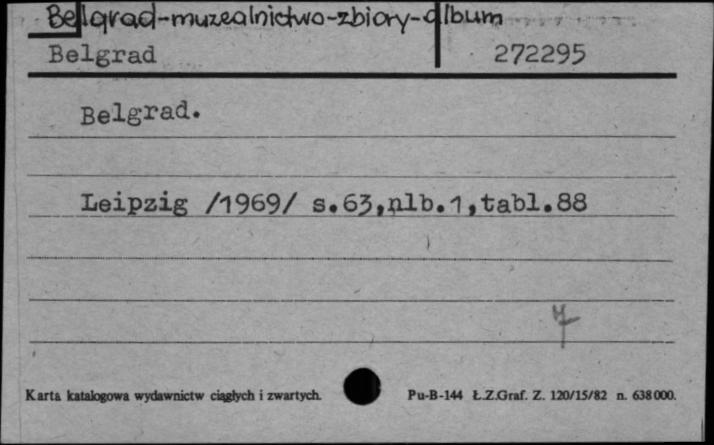 Belgrad-muzealnictwo-zbiory-album
Belgrad 272295
Belgrad.
Leipzig /1969/ s.63,nlb.1,tabl.88
Karta katalogowa wydawnictw ciągłych i zwartych. Pu-B-144 Ł.Z.Graf. Z. 120/15/82 n. 638000.